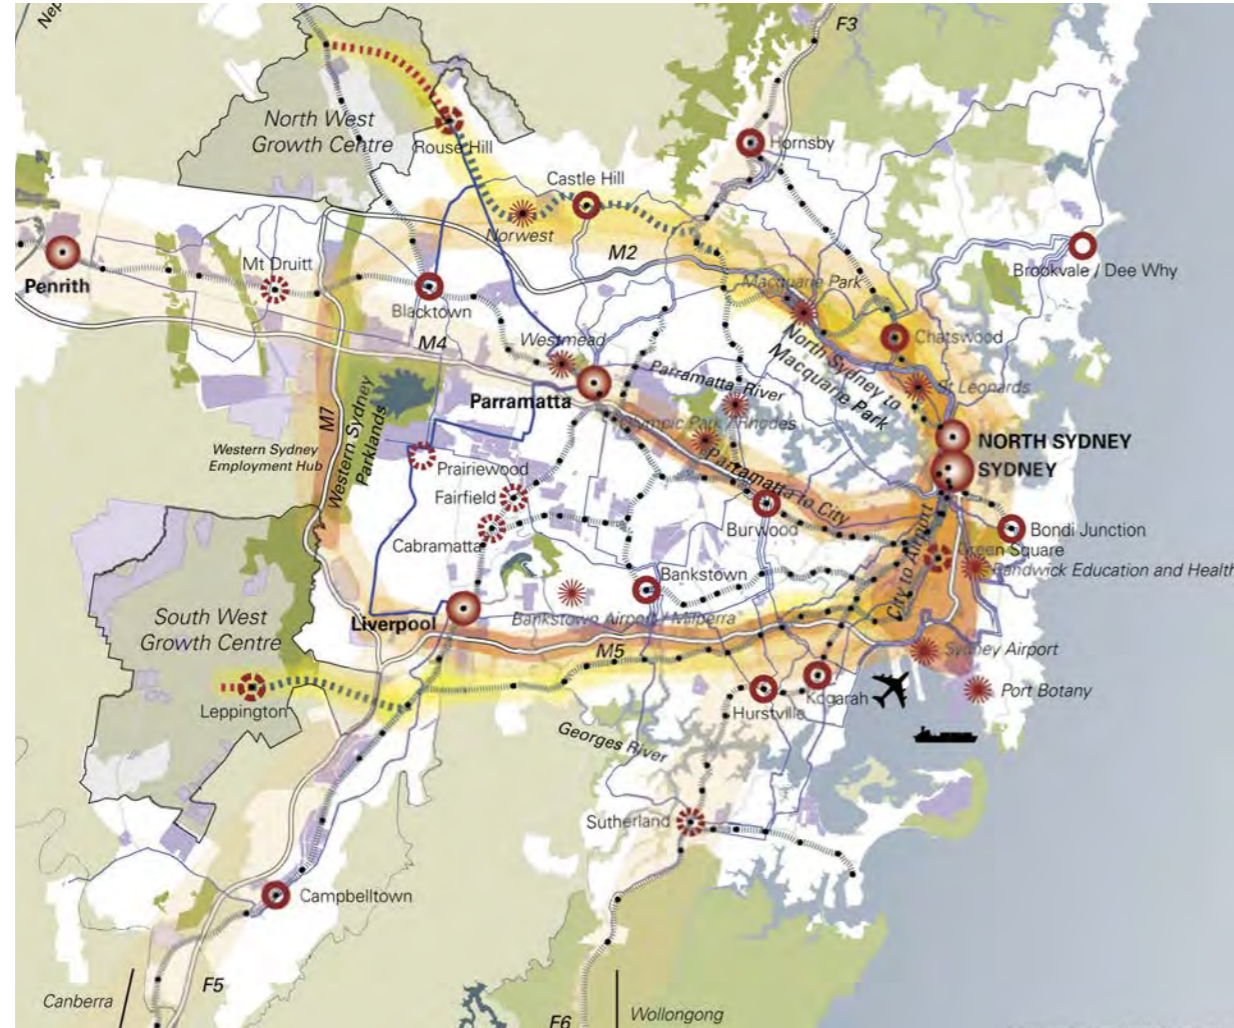 Nep
F3
North West
Growth Centre
Rouse Hill
Hornsby
Castle Hill
Norwest
Mt Druitt
M2
Brookvale / Dee Why
Penrith
Blacktown
Macquarie Park
Chatswood
M4
Westmead
North Sydney to
Macquarie Park
St Leonards
Parramatta River
Parramatta
M7
Western Sydney
Parklands
Olympic Park / Rhodes
Parramatta to City
NORTH SYDNEY
SYDNEY
Western Sydney
Employment Hub
Prairiewood
Fairfield
Cabramatta
Burwood
Bondi Junction
City to Airport
Green Square
Randwick Education and Health
Bankstown
South West
Growth Centre
Liverpool
Bankstown Airport / Milperra
M5
Sydney Airport
Leppington
Hurstville
Kogarah
Port Botany
Georges River
Sutherland
Campbelltown
F5
Canberra
F6
Wollongong